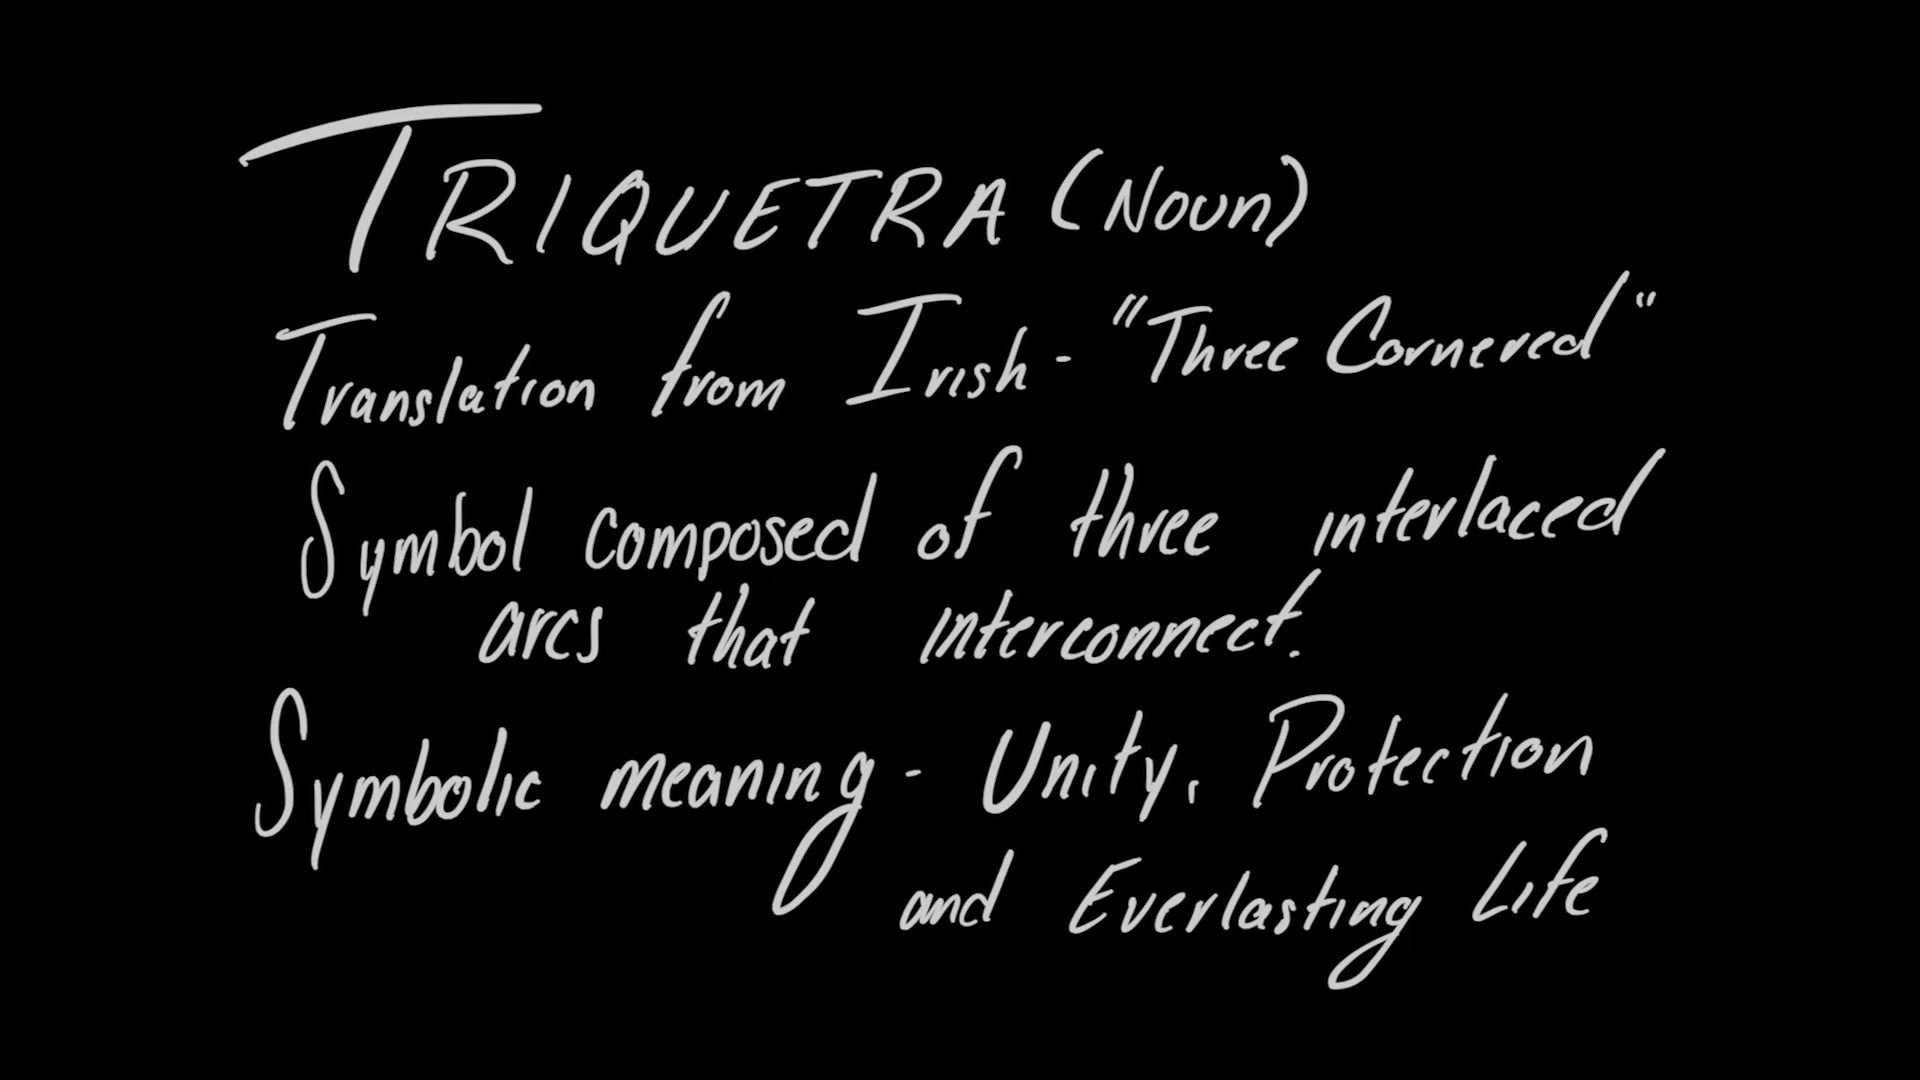 TRIQUETRA (NOUN)
Translation from Irish - "Three Cornered"
Symbol composed of three interlaced
arcs that interconnect.
Symbolic meaning - Unity, Protection
and Everlasting Life